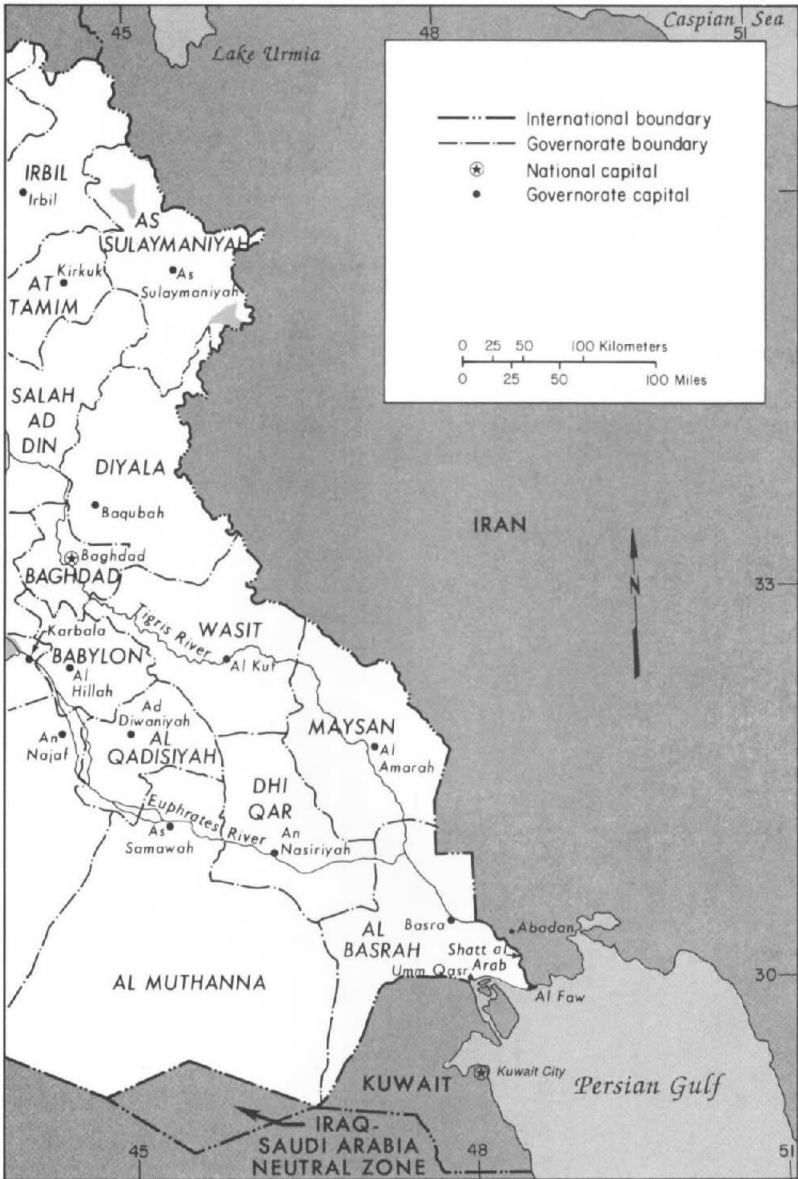 45
48
Caspian Sea
51
Lake Urmia
International boundary
Governorate boundary
National capital
Governorate capital
0 25 50 100 Kilometers
0 25 50 100 Miles
IRBIL
Irbil
AS
SULAYMANIYAH
As
Sulaymaniyah
Kirkuk
AT
TAMIM
SALAH
AD
DIN
DIYALA
Baqubah
IRAN
N
33
Baghdad
BAGHDAD
Tigris River
WASIT
Al Kut
Karbala
BABYLON
Al
Hillah
An
Najaf
Ad
Diwaniyah
AL
QADISIYAH
MAYSAN
Al
Amarah
DHI
QAR
Euphrates River
As
Samawah
An
Nasiriyah
AL
BASRAH
Basra
Abadan
Shatt al
Arab
Umm Qasr
30
Al Faw
AL MUTHANNA
KUWAIT
Kuwait City
Persian Gulf
IRAQ-
SAUDI ARABIA
NEUTRAL ZONE
45
48
51